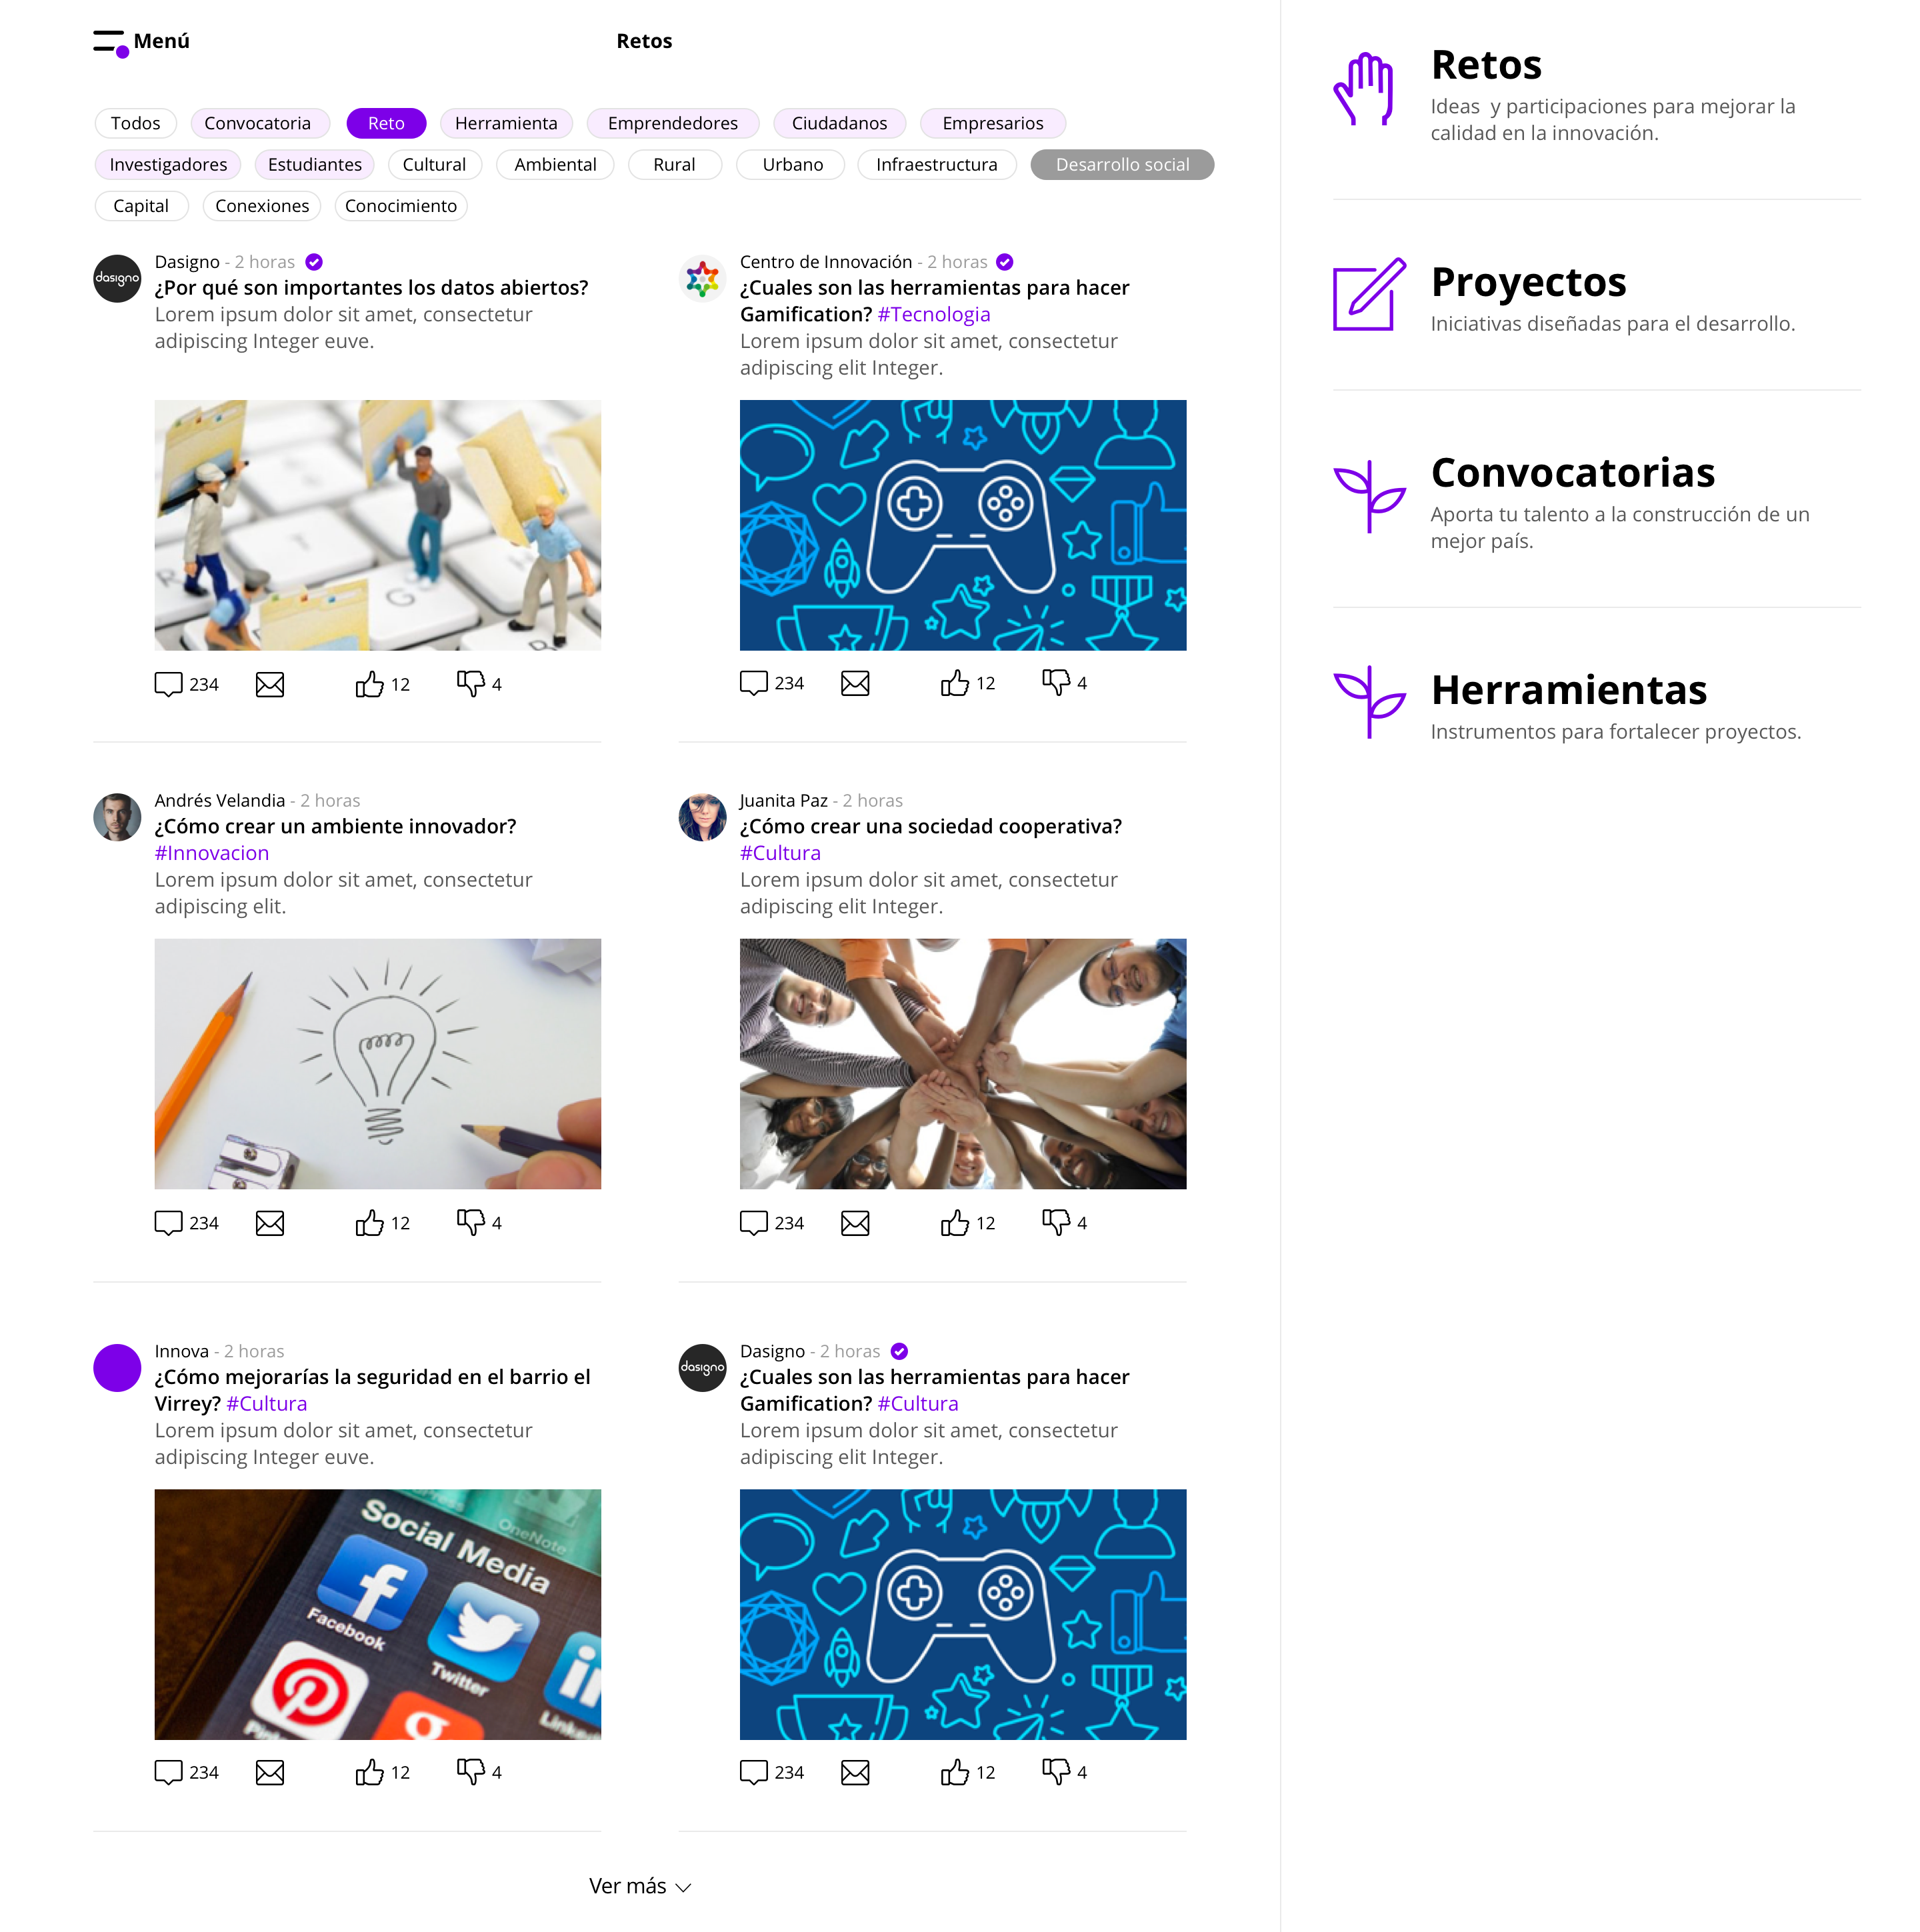 Menú
Retos
Todos Convocatoria Reto Herramienta Emprendedores Ciudadanos Empresarios
Investigadores Estudiantes Cultural Ambiental Rural Urbano Infraestructura Desarrollo social
Capital Conexiones Conocimiento
dasigno
Dasigno - 2 horas
¿Por qué son importantes los datos abiertos?
Lorem ipsum dolor sit amet, consectetur
adipiscing Integer euve.
R
G
234
12
4
Centro de Innovación - 2 horas
¿Cuales son las herramientas para hacer
Gamification? #Tecnologia
Lorem ipsum dolor sit amet, consectetur
adipiscing elit Integer.
234
12
4
Andrés Velandia - 2 horas
¿Cómo crear un ambiente innovador?
#Innovacion
Lorem ipsum dolor sit amet, consectetur
adipiscing elit.
234
12
4
Juanita Paz - 2 horas
¿Cómo crear una sociedad cooperativa?
#Cultura
Lorem ipsum dolor sit amet, consectetur
adipiscing elit Integer.
234
12
4
Innova - 2 horas
¿Cómo mejorarías la seguridad en el barrio el
Virrey? #Cultura
Lorem ipsum dolor sit amet, consectetur
adipiscing Integer euve.
OneNote
Social Media
Facebook
Twitter
234
12
4
dasigno
Dasigno - 2 horas
¿Cuales son las herramientas para hacer
Gamification? #Cultura
Lorem ipsum dolor sit amet, consectetur
adipiscing elit Integer.
234
12
4
Ver más
Retos
Ideas y participaciones para mejorar la
calidad en la innovación.
Proyectos
Iniciativas diseñadas para el desarrollo.
Convocatorias
Aporta tu talento a la construcción de un
mejor país.
Herramientas
Instrumentos para fortalecer proyectos.